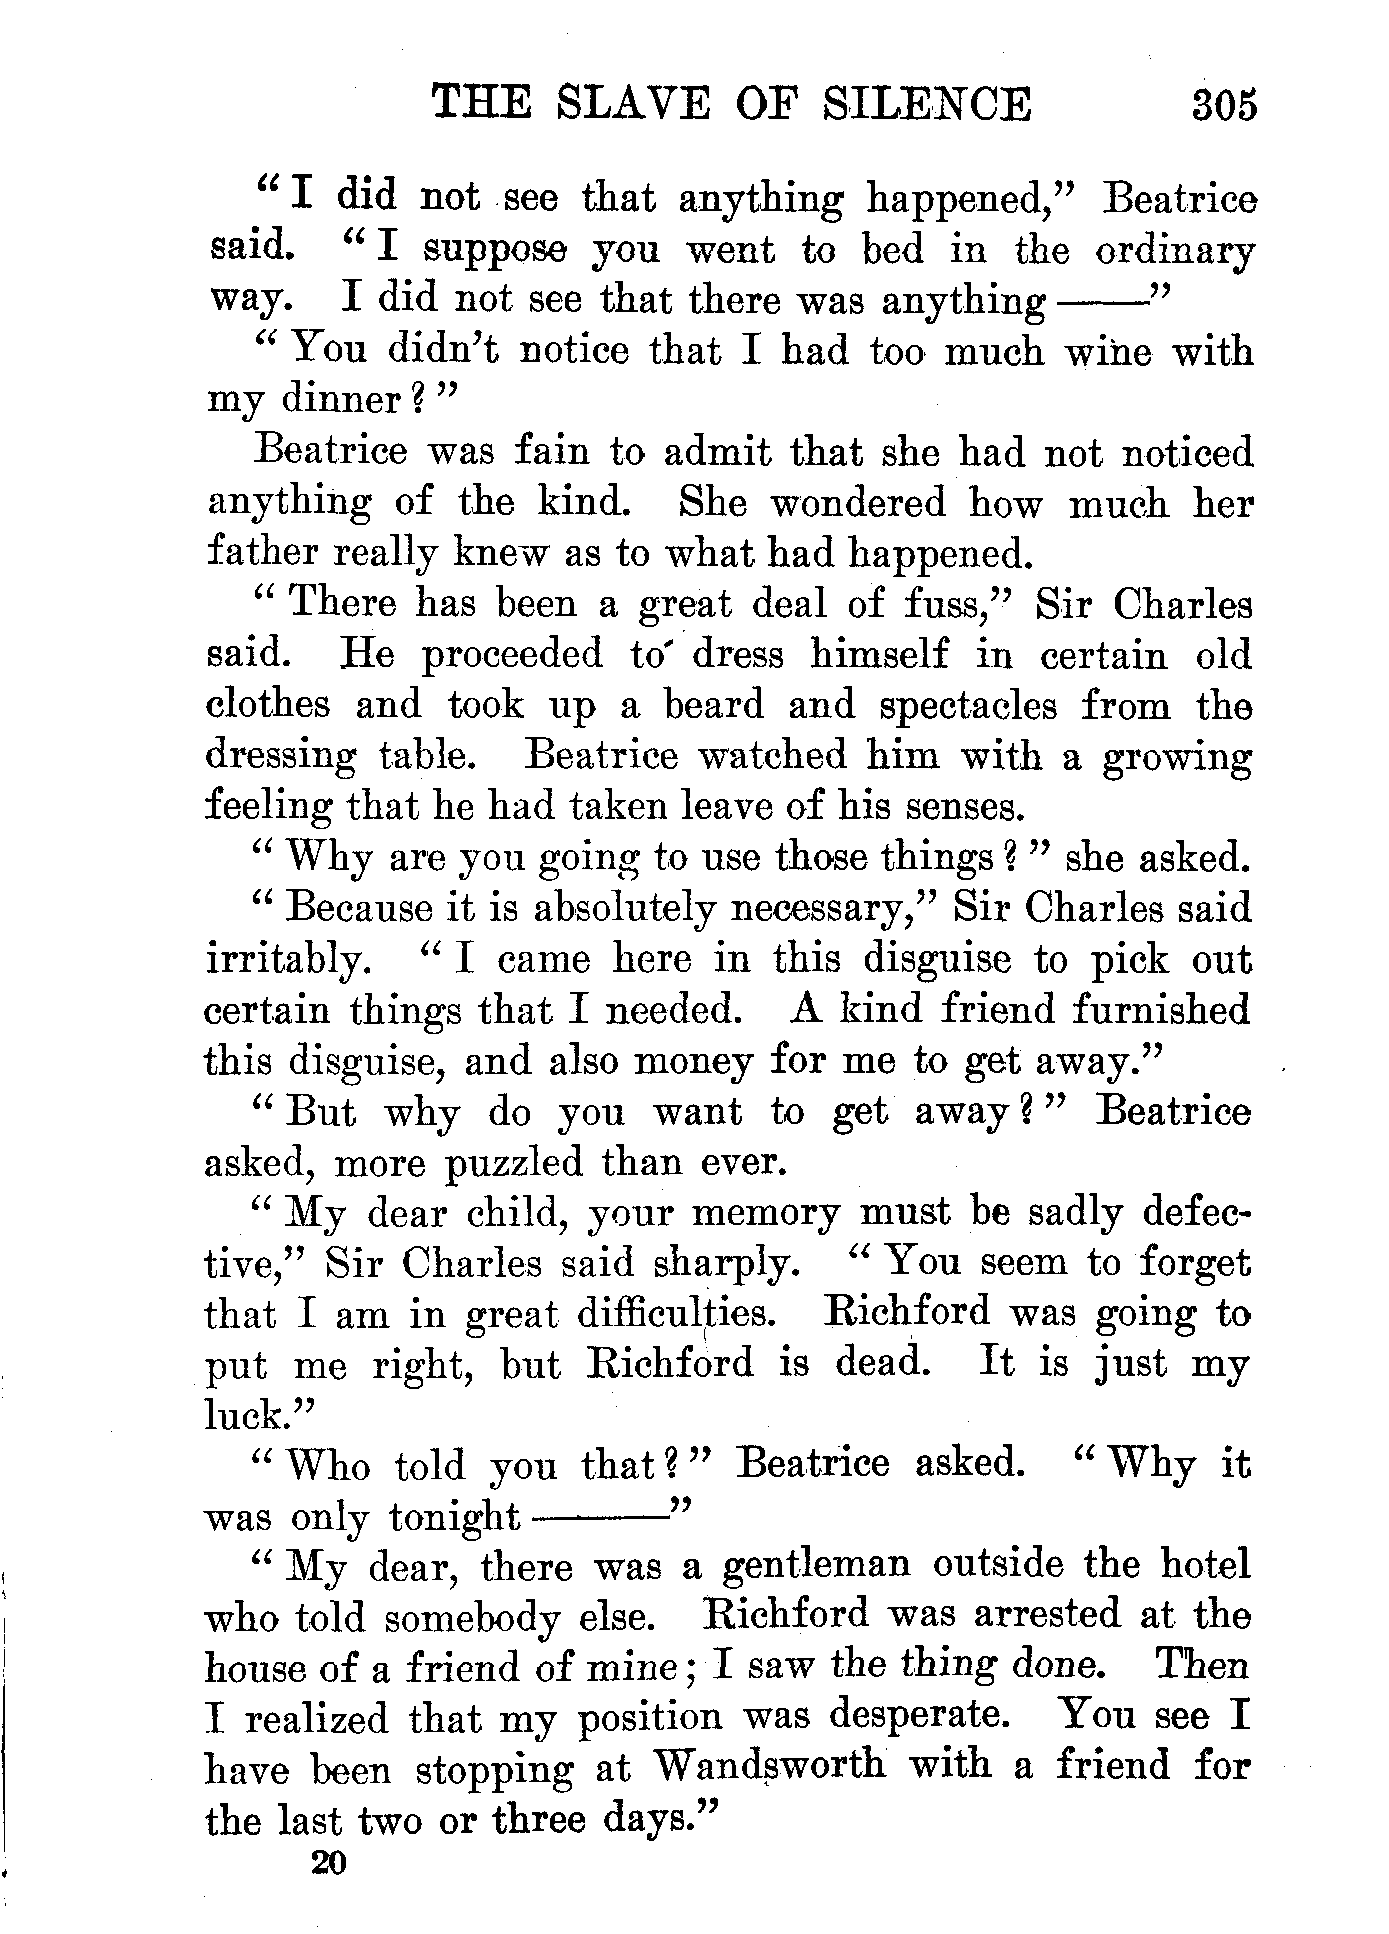 THE SLAVE OF SILENCE 305
“I did not see that anything happened,” Beatrice
said. “I suppose you went to bed in the ordinary
way. I did not see that there was anything——”
“You didn’t notice that I had too much wine with
my dinner?”
Beatrice was fain to admit that she had not noticed
anything of the kind. She wondered how much her
father really knew as to what had happened.
“There has been a great deal of fuss,” Sir Charles
said. He proceeded to dress himself in certain old
clothes and took up a beard and spectacles from the
dressing table. Beatrice watched him with a growing
feeling that he had taken leave of his senses.
“Why are you going to use those things?” she asked.
“Because it is absolutely necessary,” Sir Charles said
irritably. “I came here in this disguise to pick out
certain things that I needed. A kind friend furnished
this disguise, and also money for me to get away.”
“But why do you want to get away?” Beatrice
asked, more puzzled than ever.
“My dear child, your memory must be sadly defec-
tive,” Sir Charles said sharply. “You seem to forget
that I am in great difficulties. Richford was going to
put me right, but Richford is dead. It is just my
luck.”
“Who told you that?” Beatrice asked. “Why it
was only tonight———”
“My dear, there was a gentleman outside the hotel
who told somebody else. Richford was arrested at the
house of a friend of mine; I saw the thing done. Then
I realized that my position was desperate. You see I
have been stopping at Wandsworth with a friend for
the last two or three days.”
20